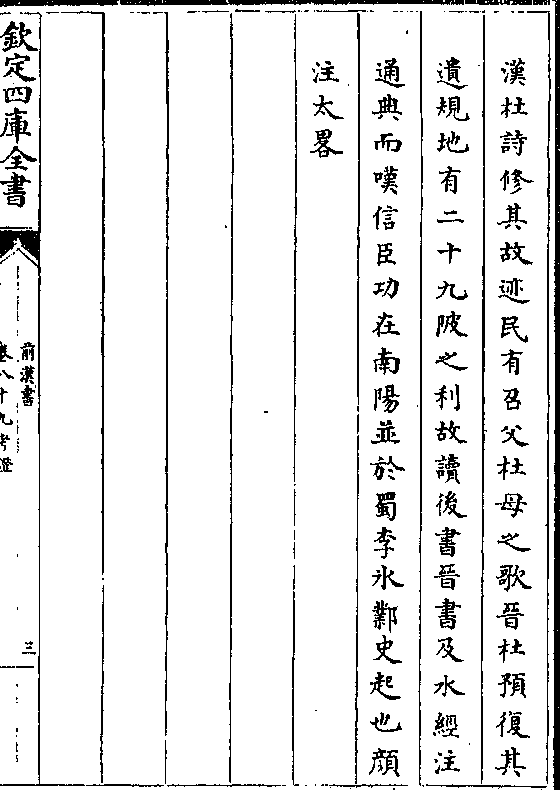 漢杜詩修其故迹民有召父杜母之歌晉杜預復其
遺規地有二十九陂之利故讀後書晉書及水經注
通典而嘆信臣功在南陽並於蜀李冰鄴史起也顔
注太畧
欽定四庫全書
前漢書
卷八十九考證
三